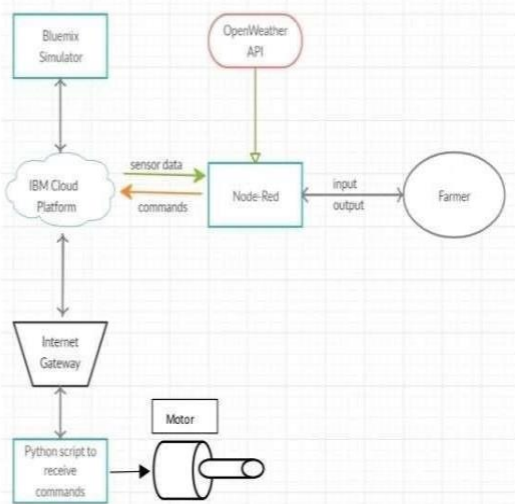 Bluemix
Simulator
OpenWeather
API
sensor data
IBM Cloud
Platform
commands
Node-Red
input
output
Farmer
Internet
Gateway
Motor
Python script to
receive
commands